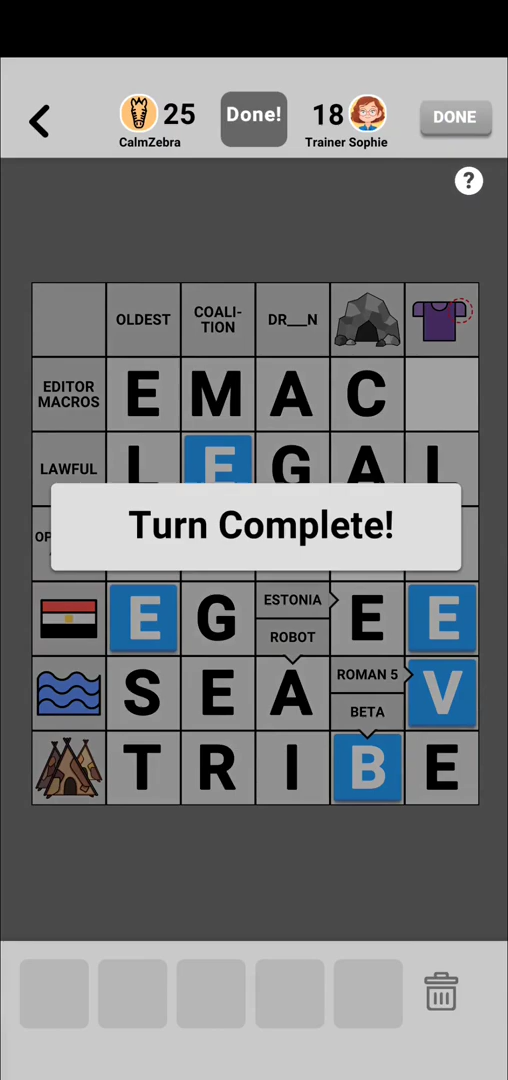 25
Done!
18
DONE
CalmZebra
Trainer Sophie
?
OLDEST
COALI-
TION
DR__N
EDITOR
MACROS
E M A C
LAWFUL
L E G A L
Turn Complete!
E G
ESTONIA
E E
ROBOT
S E A
ROMAN 5
V
BETA
T R I B E